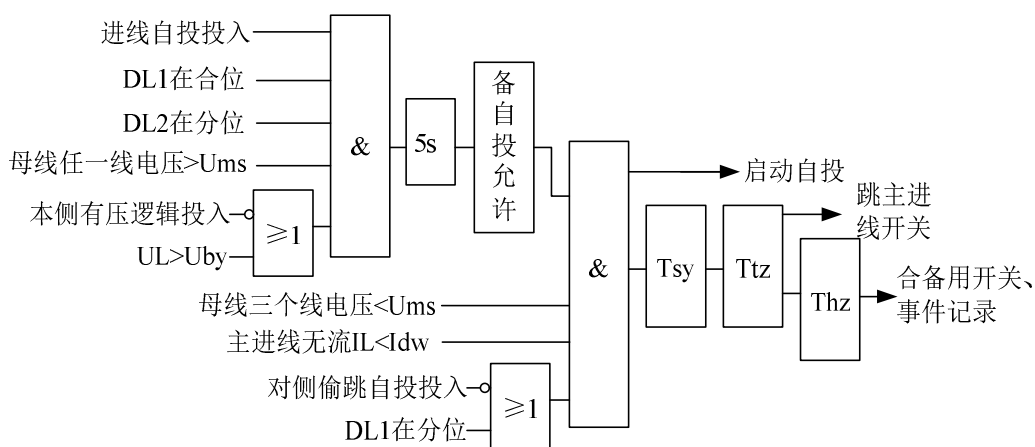 进线自投投入
DL1在合位
DL2在分位
母线任一线电压>Ums
本侧有压逻辑投入
UL>Uby
≥1
&
5s
备自投允许
母线三个线电压<Ums
主进线无流IL<Idw
对侧偷跳自投投入
DL1在分位
≥1
&
启动自投
Tsy
Ttz
跳主进
线开关
Thz
合备用开关、
事件记录